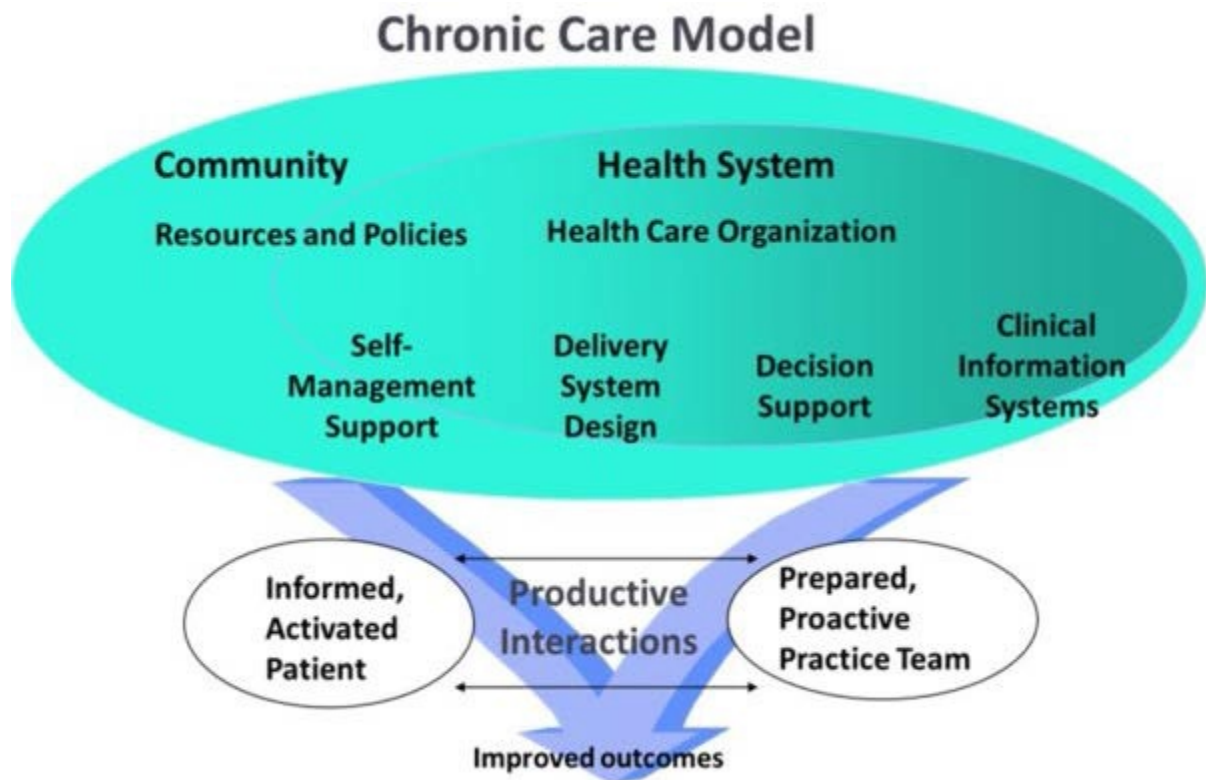 Chronic Care Model
Community
Health System
Resources and Policies
Health Care Organization
Self-
Management
Support
Delivery
System
Design
Decision
Support
Clinical
Information
Systems
Informed,
Activated
Patient
Productive
Interactions
Prepared,
Proactive
Practice Team
Improved outcomes